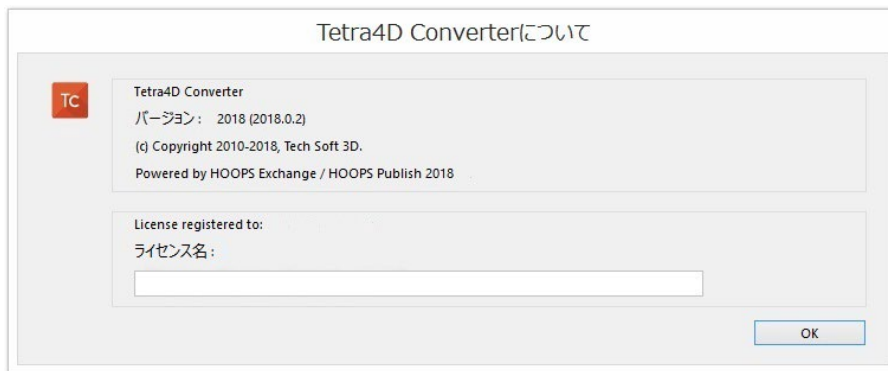 Tetra4D Converterについて
TC
Tetra4D Converter
バージョン： 2018 (2018.0.2)
(c) Copyright 2010-2018, Tech Soft 3D.
Powered by HOOPS Exchange / HOOPS Publish 2018
License registered to:
ライセンス名：
OK